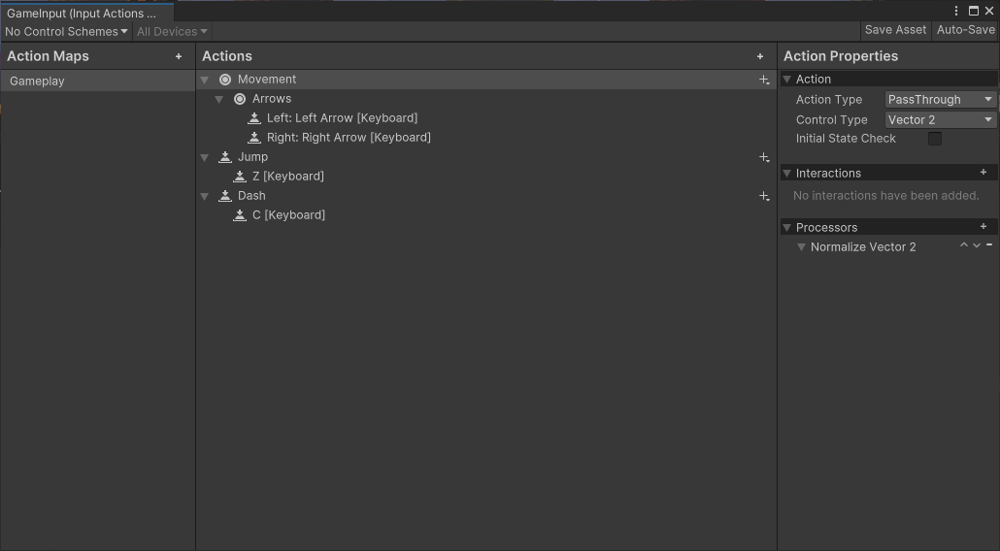 GameInput (Input Actions ...
No Control Schemes All Devices Save Asset Auto-Save
Action Maps + Actions + Action Properties
Gameplay
Movement
Arrows
Left: Left Arrow [Keyboard]
Right: Right Arrow [Keyboard]
Jump
Z [Keyboard]
Dash
C [Keyboard]
Action
Action Type PassThrough
Control Type Vector 2
Initial State Check
Interactions +
No interactions have been added.
Processors +
Normalize Vector 2